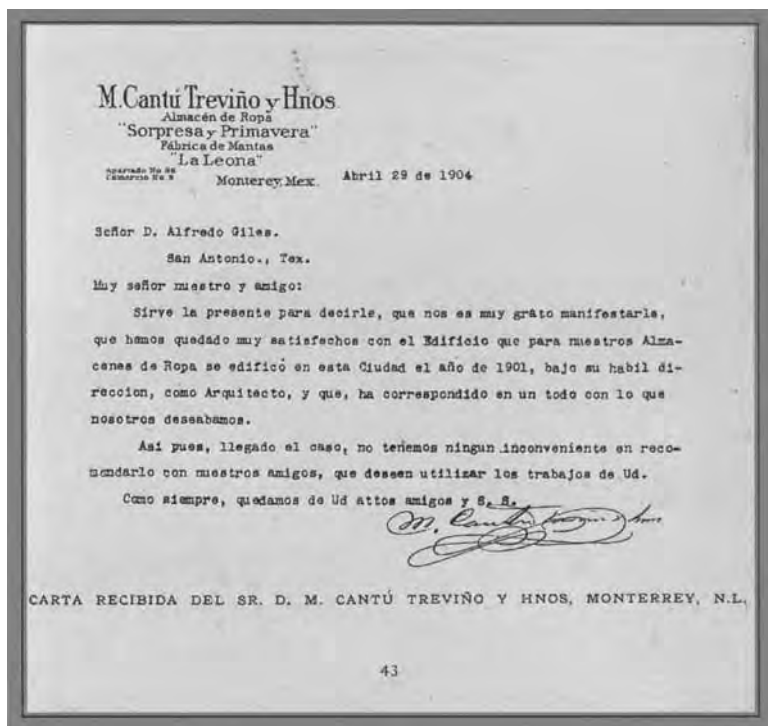 M. Cantú Treviño y Hnos.
Almacén de Ropa
"Sorpresa y Primavera"
Fábrica de Mantas
"La Leona"
Apartado No
Comercio No
Monterey, Mex.
Abril 29 de 1904
Señor D. Alfredo Giles.
San Antonio., Tex.
Muy señor nuestro y amigo:
Sirve la presente para decirle, que nos es muy grato manifestarle,
que hemos quedado muy satisfechos con el Edificio que para nuestros Alma-
cenes de Ropa se edificó en esta Ciudad el año de 1901, bajo su habil di-
reccion, como Arquitecto, y que, ha correspondido en un todo con lo que
nosotros deseabamos.
Asi pues, llegado el caso, no tenemos ningun inconveniente en reco-
mendarlo con nuestros amigos, que deseen utilizar los trabajos de Ud.
Como siempre, quedamos de Ud attos amigos y S. S.
M. Cantú Treviño y hnos
CARTA RECIBIDA DEL SR. D. M. CANTÚ TREVIÑO Y HNOS, MONTERREY, N.L.
43